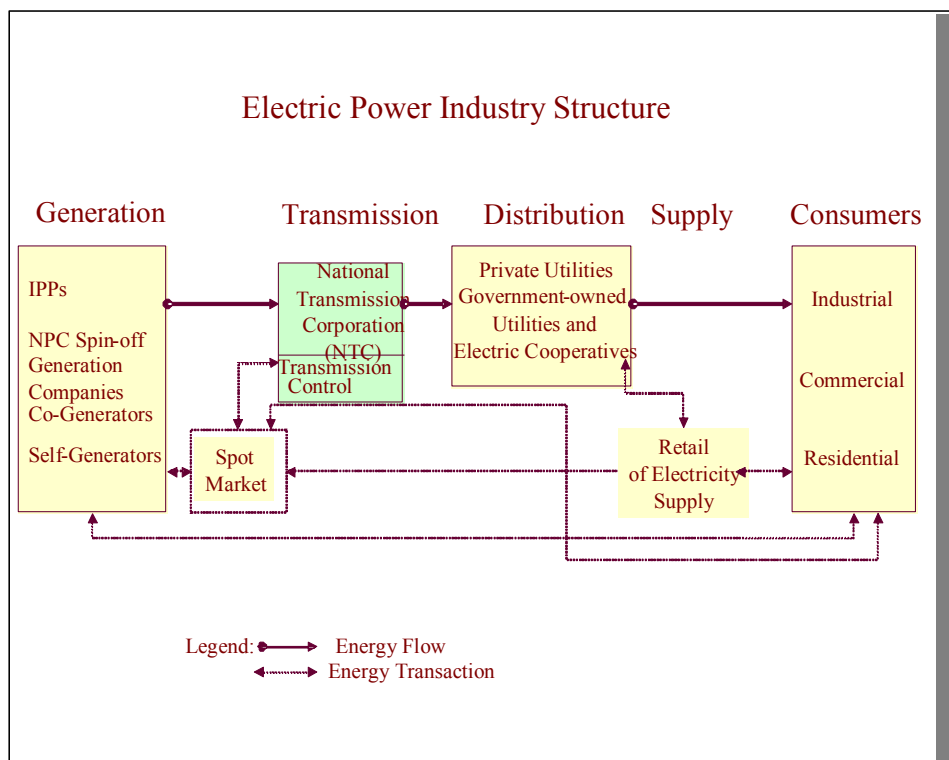 Electric Power Industry Structure
Generation
Transmission
Distribution
Supply
Consumers
IPPs
NPC Spin-off
Generation
Companies
Co-Generators
Self-Generators
National
Transmission
Corporation
(NTC)
Transmission
Control
Private Utilities
Government-owned
Utilities and
Electric Cooperatives
Industrial
Commercial
Residential
Spot
Market
Retail
of Electricity
Supply
Legend:
Energy Flow
Energy Transaction